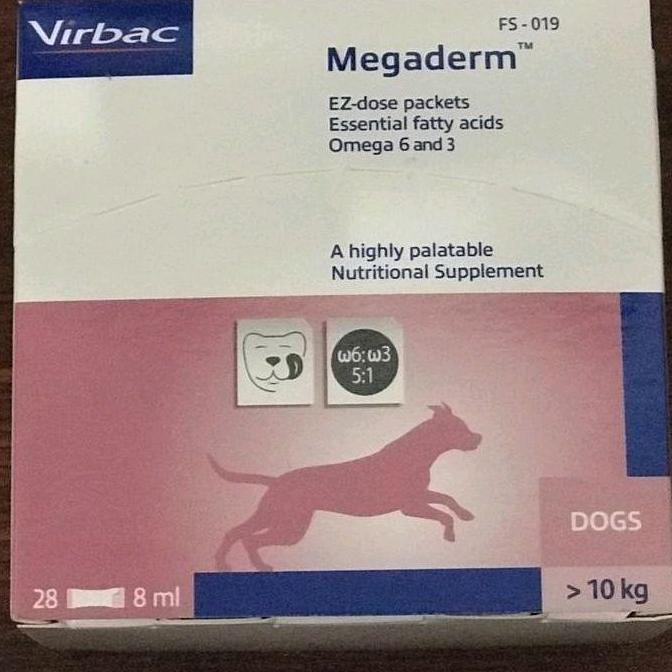 Virbac
FS - 019
Megaderm™
EZ-dose packets
Essential fatty acids
Omega 6 and 3
A highly palatable
Nutritional Supplement
ω6:ω3
5:1
DOGS
28 8 ml
> 10 kg